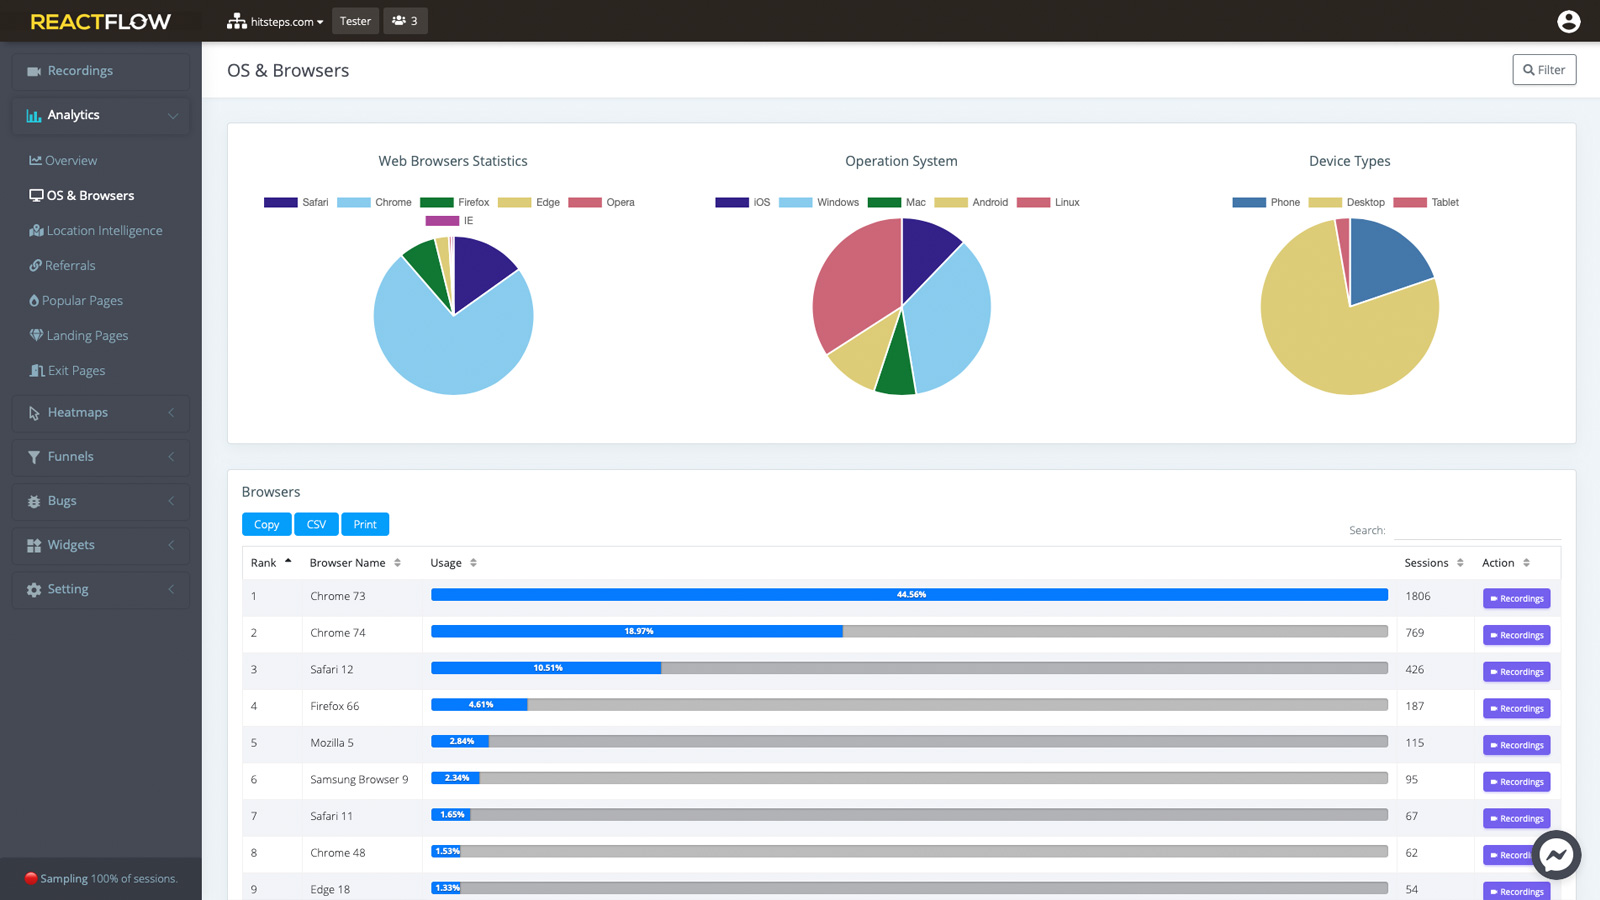 REACTFLOW
hitsteps.com
Tester
3
Recordings
Analytics
Overview
OS & Browsers
Location Intelligence
Referrals
Popular Pages
Landing Pages
Exit Pages
Heatmaps
Funnels
Bugs
Widgets
Setting
Sampling 100% of sessions.
OS & Browsers
Filter
Web Browsers Statistics
Safari Chrome Firefox Edge Opera
IE
Operation System
iOS Windows Mac Android Linux
Device Types
Phone Desktop Tablet
Browsers
Copy CSV Print
Search:
Rank Browser Name Usage Sessions Action
1 Chrome 73 44.56% 1806 Recordings
2 Chrome 74 18.97% 769 Recordings
3 Safari 12 10.51% 426 Recordings
4 Firefox 66 4.61% 187 Recordings
5 Mozilla 5 2.84% 115 Recordings
6 Samsung Browser 9 2.34% 95 Recordings
7 Safari 11 1.65% 67 Recordings
8 Chrome 48 1.53% 62 Recordi
9 Edge 18 1.33% 54 Recordings